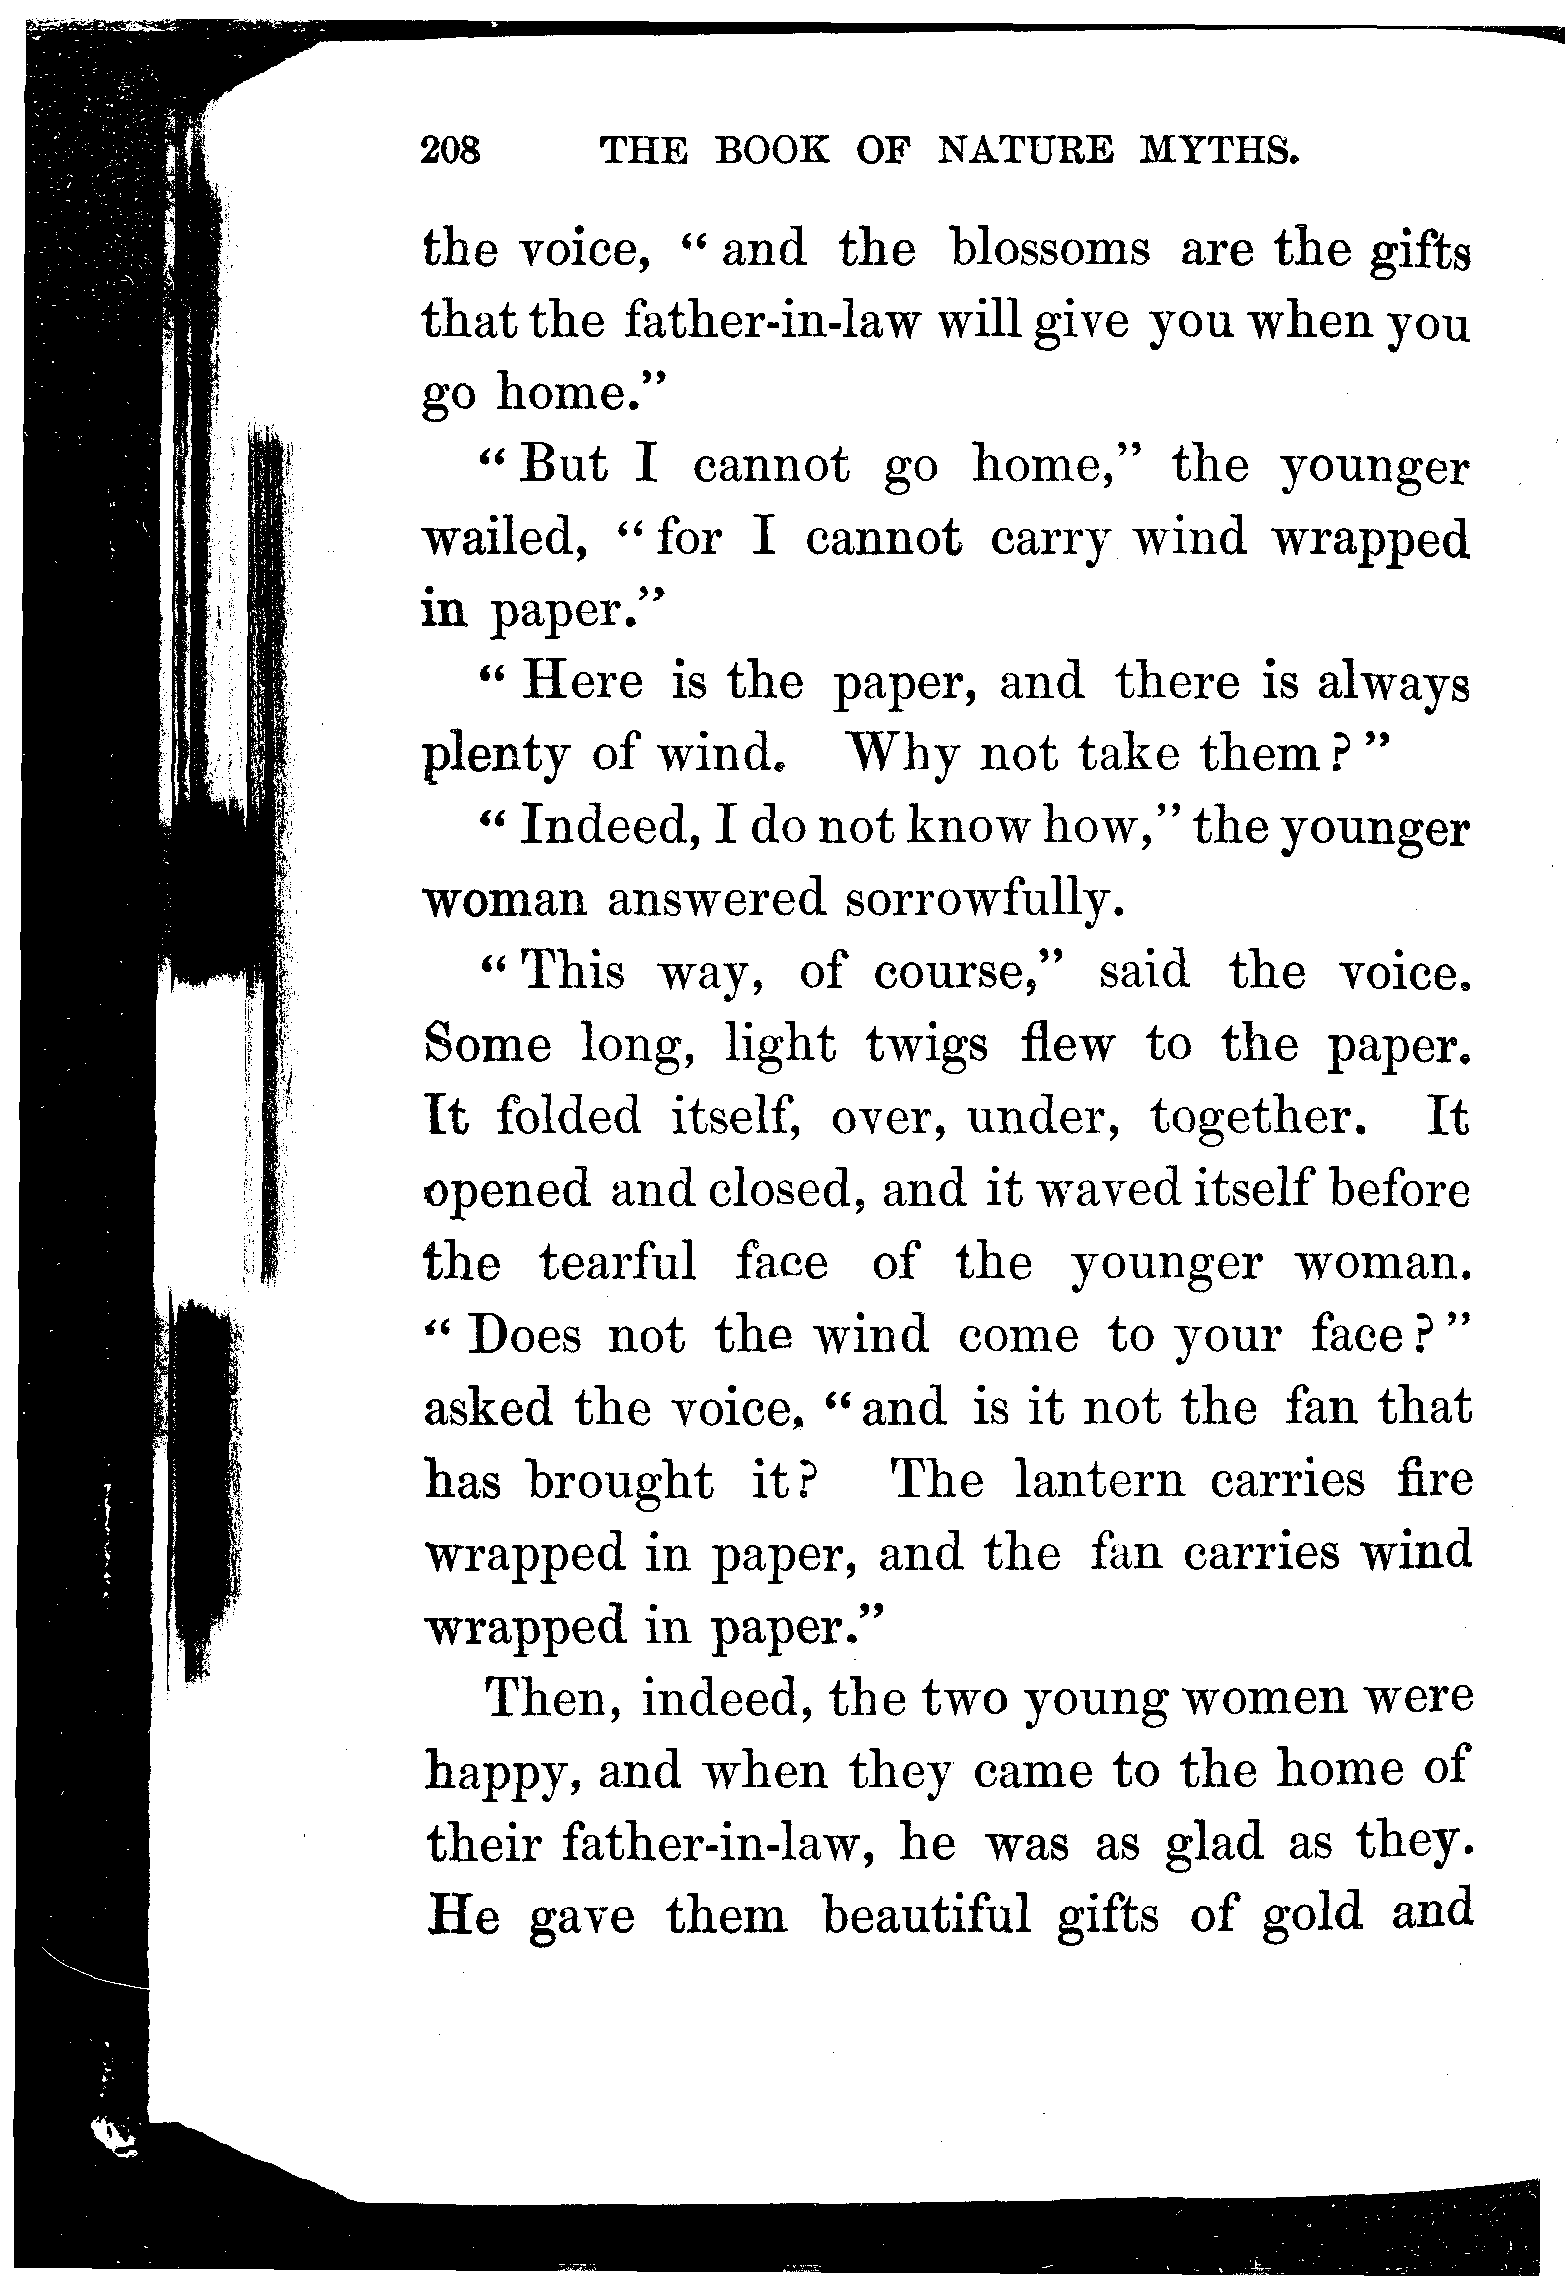 208 THE BOOK OF NATURE MYTHS.
the voice, “ and the blossoms are the gifts
that the father-in-law will give you when you
go home.”
“ But I cannot go home,” the younger
wailed, “ for I cannot carry wind wrapped
in paper.”
“ Here is the paper, and there is always
plenty of wind. Why not take them ? ”
“ Indeed, I do not know how,” the younger
woman answered sorrowfully.
“ This way, of course,” said the voice.
Some long, light twigs flew to the paper.
It folded itself, over, under, together. It
opened and closed, and it waved itself before
the tearful face of the younger woman.
“ Does not the wind come to your face ? ”
asked the voice, “ and is it not the fan that
has brought it ? The lantern carries fire
wrapped in paper, and the fan carries wind
wrapped in paper.”
Then, indeed, the two young women were
happy, and when they came to the home of
their father-in-law, he was as glad as they.
He gave them beautiful gifts of gold and